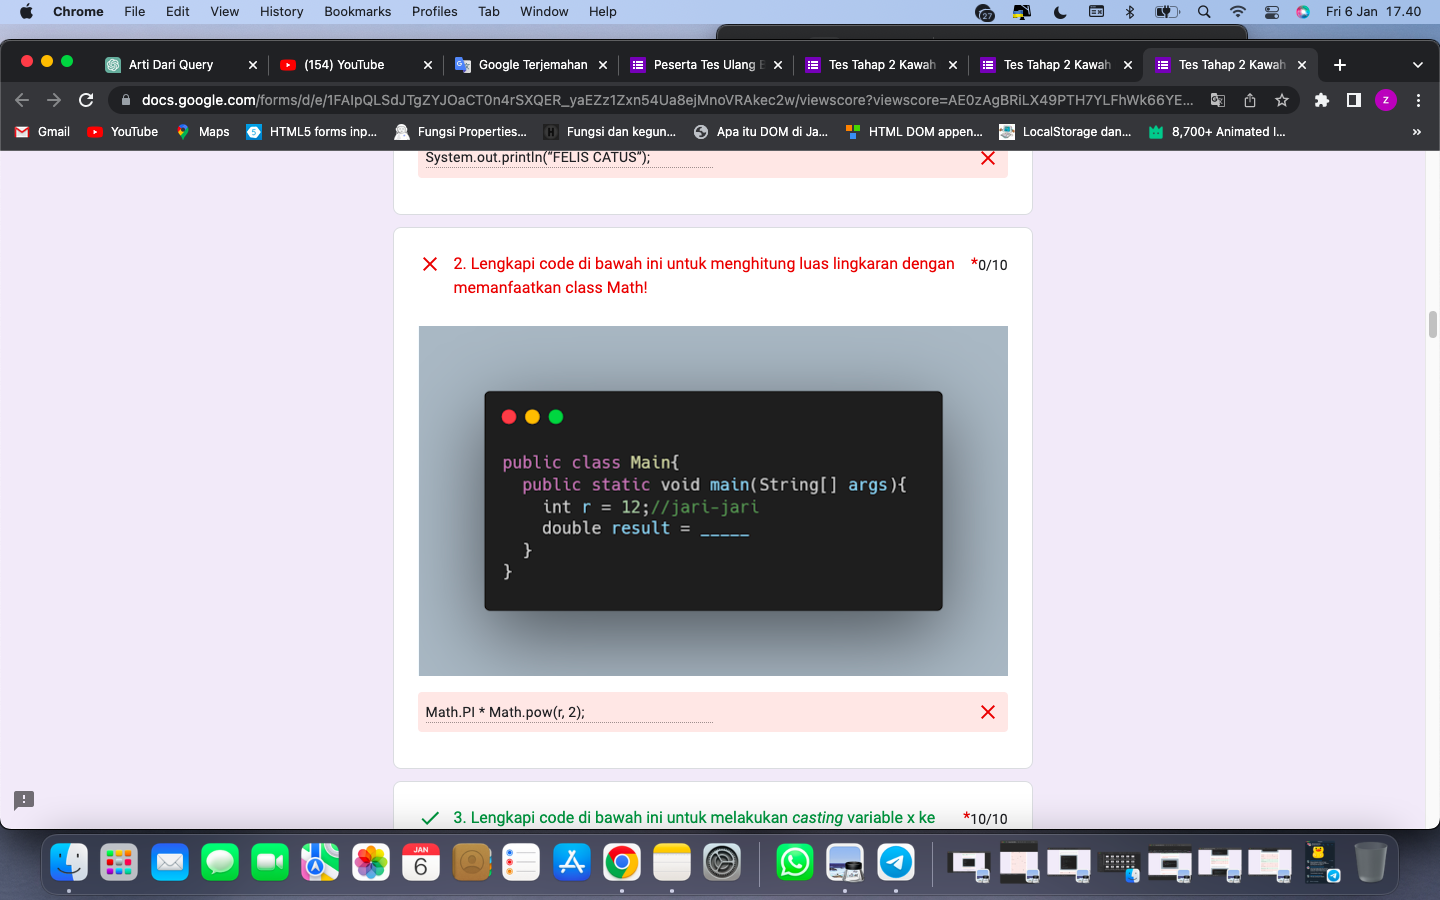 Chrome File Edit View History Bookmarks Profiles Tab Window Help 27 Fri 6 Jan 17.40
Arti Dari Query (154) YouTube Google Terjemahan Peserta Tes Ulang Tes Tahap 2 Kawah Tes Tahap 2 Kawah Tes Tahap 2 Kawah
docs.google.com/forms/d/e/1FAIpQLSdJTgZYJOaCT0n4rSXQER_yaEZz1Zxn54Ua8ejMnoVRAkec2w/viewscore?viewscore=AE0zAgBRiLX49PTH7YLFhWk66YE... Z
Gmail YouTube Maps HTML5 forms inp... Fungsi Properties... Fungsi dan kegun... Apa itu DOM di Ja... HTML DOM appen... LocalStorage dan... 8,700+ Animated I... »
System.out.println(“FELIS CATUS”);
2. Lengkapi code di bawah ini untuk menghitung luas lingkaran dengan *0/10
memanfaatkan class Math!
public class Main{
public static void main(String[] args){
int r = 12;//jari-jari
double result = _____
}
}
Math.PI * Math.pow(r, 2);
3. Lengkapi code di bawah ini untuk melakukan casting variable x ke *10/10
JAN
6